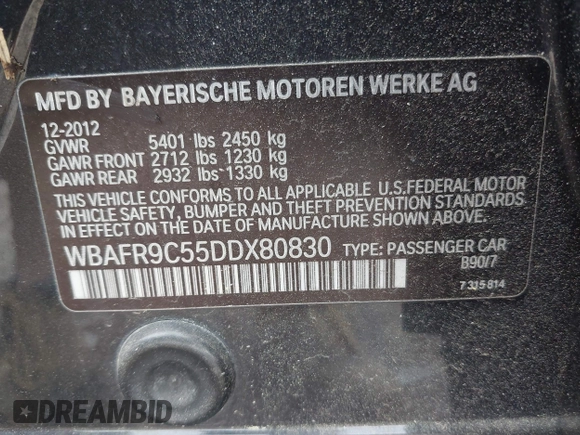 MFD BY BAYERISCHE MOTOREN WERKE AG
12-2012
GVWR 5401 lbs 2450 kg
GAWR FRONT 2712 lbs 1230 kg
GAWR REAR 2932 lbs 1330 kg
THIS VEHICLE CONFORMS TO ALL APPLICABLE U.S.FEDERAL MOTOR
VEHICLE SAFETY, BUMPER AND THEFT PREVENTION STANDARDS
IN EFFECT ON THE DATE OF MANUFACTURE SHOWN ABOVE.
WBAFR9C55DDX80830 TYPE: PASSENGER CAR
B90/7
7 315 814
DREAMBID